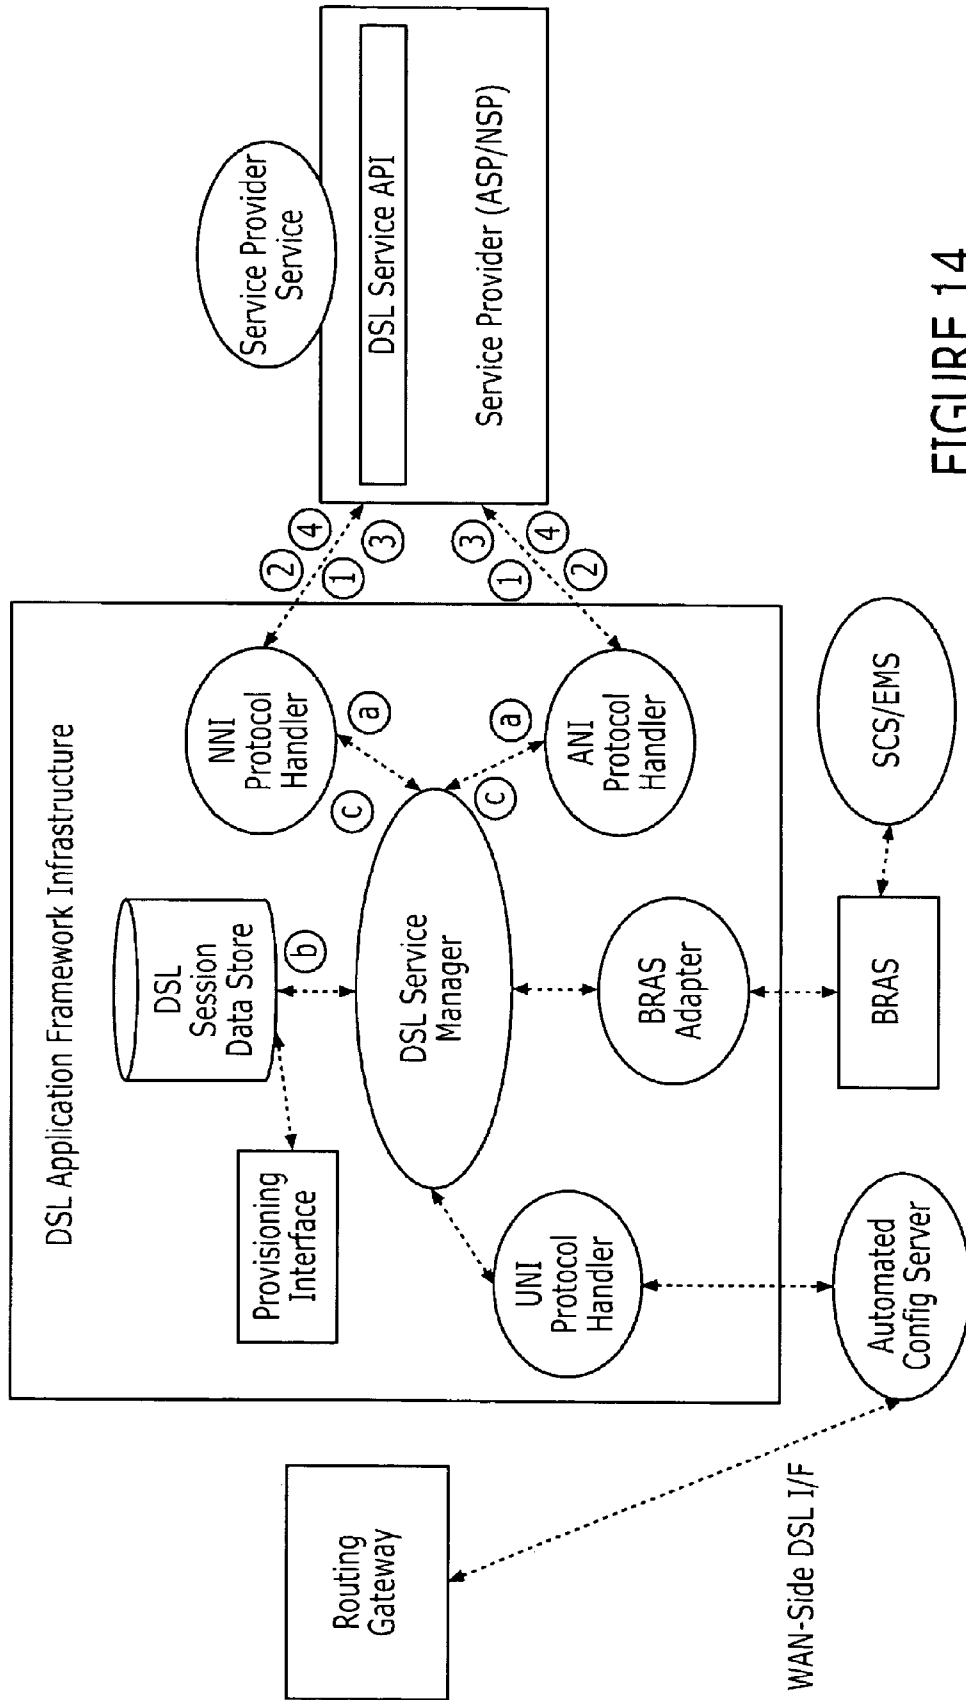 DSL Application Framework Infrastructure
Routing
Gateway
WAN-Side DSL I/F
Provisioning
Interface
DSL
Session
Data Store
b
UNI
Protocol
Handler
DSL Service
Manager
NNI
Protocol
Handler
a
c
a
c
ANI
Protocol
Handler
BRAS
Adapter
Automated
Config Server
BRAS
SCS/EMS
2
4
1
3
3
1
4
2
Service Provider
Service
DSL Service API
Service Provider (ASP/NSP)
FIGURE 14